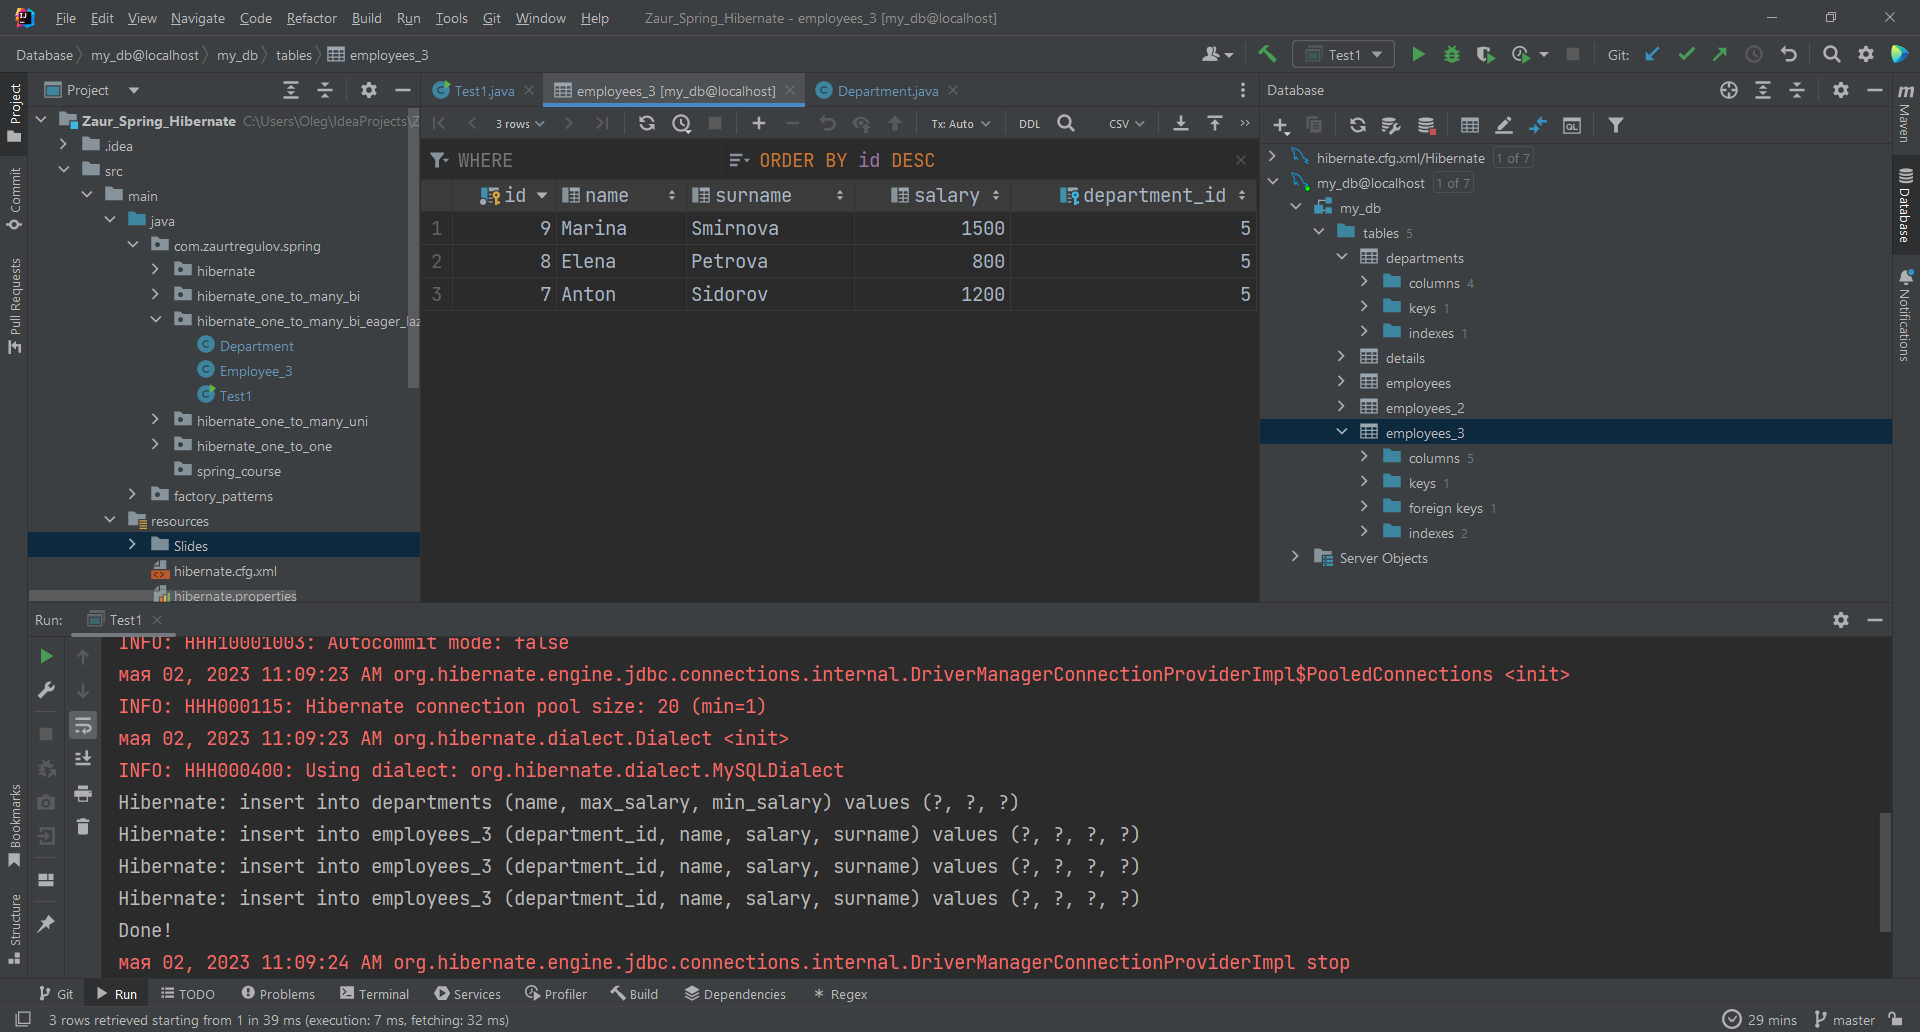 File Edit View Navigate Code Refactor Build Run Tools Git Window Help Zaur_Spring_Hibernate - employees_3 [my_db@localhost]
Database my_db@localhost my_db tables employees_3 Test1 Git:
Project
Zaur_Spring_Hibernate C:\Users\Oleg\IdeaProjects\Z
.idea
src
main
java
com.zaurtregulov.spring
hibernate
hibernate_one_to_many_bi
hibernate_one_to_many_bi_eager_laz
Department
Employee_3
Test1
hibernate_one_to_many_uni
hibernate_one_to_one
spring_course
factory_patterns
resources
Slides
hibernate.cfg.xml
hibernate.properties
Test1.java employees_3 [my_db@localhost] Department.java
3 rows Tx: Auto DDL CSV
WHERE ORDER BY id DESC
id name surname salary department_id
1 9 Marina Smirnova 1500 5
2 8 Elena Petrova 800 5
3 7 Anton Sidorov 1200 5
Database
hibernate.cfg.xml/Hibernate 1 of 7
my_db@localhost 1 of 7
my_db
tables 5
departments
columns 4
keys 1
indexes 1
details
employees
employees_2
employees_3
columns 5
keys 1
foreign keys 1
indexes 2
Server Objects
Project
Commit
Pull Requests
Bookmarks
Structure
Maven
Database
Notifications
Run: Test1
INFO: HHH10001003: Autocommit mode: false
мая 02, 2023 11:09:23 AM org.hibernate.engine.jdbc.connections.internal.DriverManagerConnectionProviderImpl$PooledConnections <init>
INFO: HHH000115: Hibernate connection pool size: 20 (min=1)
мая 02, 2023 11:09:23 AM org.hibernate.dialect.Dialect <init>
INFO: HHH000400: Using dialect: org.hibernate.dialect.MySQLDialect
Hibernate: insert into departments (name, max_salary, min_salary) values (?, ?, ?)
Hibernate: insert into employees_3 (department_id, name, salary, surname) values (?, ?, ?, ?)
Hibernate: insert into employees_3 (department_id, name, salary, surname) values (?, ?, ?, ?)
Hibernate: insert into employees_3 (department_id, name, salary, surname) values (?, ?, ?, ?)
Done!
мая 02, 2023 11:09:24 AM org.hibernate.engine.jdbc.connections.internal.DriverManagerConnectionProviderImpl stop
Git Run TODO Problems Terminal Services Profiler Build Dependencies Regex
3 rows retrieved starting from 1 in 39 ms (execution: 7 ms, fetching: 32 ms) 29 mins master